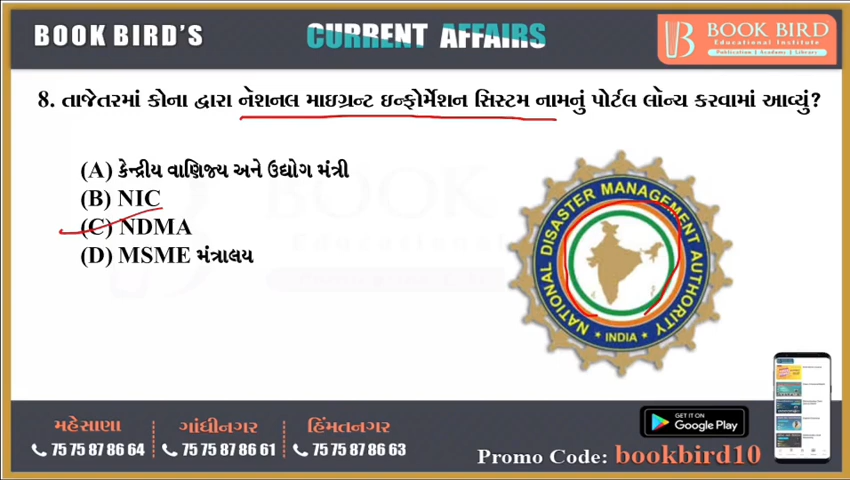 BOOK BIRD'S
CURRENT AFFAIRS
BOOK BIRD
Educational Institute
Publication | Academy | Library
8. તાજેતરમાં કોના દ્વારા નેશનલ માઇગ્રન્ટ ઇન્ફોર્મેશન સિસ્ટમ નામનું પોર્ટલ લૉન્ચ કરવામાં આવ્યું?
(A) કેન્દ્રીય વાણિજ્ય અને ઉદ્યોગ મંત્રી
(B) NIC
(C) NDMA
(D) MSME મંત્રાલય
NATIONAL DISASTER MANAGEMENT AUTHORITY
INDIA
મહેસાણા
75 75 87 86 64
ગાંધીનગર
75 75 87 86 61
હિંમતનગર
75 75 87 86 63
GET IT ON
Google Play
Promo Code: bookbird10